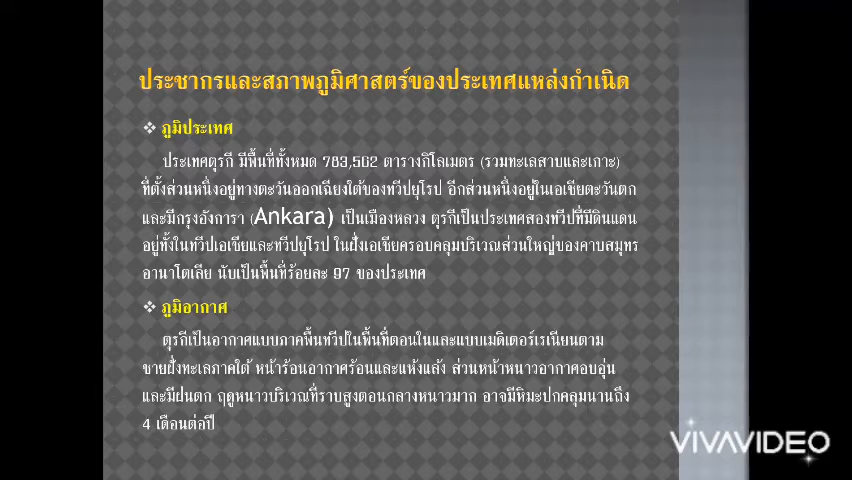 ประชากรและสภาพภูมิศาสตร์ของประเทศแหล่งกำเนิด
❖ ภูมิประเทศ
ประเทศตุรกี มีพื้นที่ทั้งหมด 783,562 ตารางกิโลเมตร (รวมทะเลสาบและเกาะ)
ที่ตั้งส่วนหนึ่งอยู่ทางตะวันออกเฉียงใต้ของทวีปยุโรป อีกส่วนหนึ่งอยู่ในเอเชียตะวันตก
และมีกรุงอังการา (Ankara) เป็นเมืองหลวง ตุรกีเป็นประเทศสองทวีปที่มีดินแดน
อยู่ทั้งในทวีปเอเชียและทวีปยุโรป ในฝั่งเอเชียครอบคลุมบริเวณส่วนใหญ่ของคาบสมุทร
อานาโตเลีย นับเป็นพื้นที่ร้อยละ 97 ของประเทศ
❖ ภูมิอากาศ
ตุรกีเป็นอากาศแบบภาคพื้นทวีปในพื้นที่ตอนในและแบบเมดิเตอร์เรเนียนตาม
ชายฝั่งทะเลภาคใต้ หน้าร้อนอากาศร้อนและแห้งแล้ง ส่วนหน้าหนาวอากาศอบอุ่น
และมีฝนตก ฤดูหนาวบริเวณที่ราบสูงตอนกลางหนาวมาก อาจมีหิมะปกคลุมนานถึง
4 เดือนต่อปี
VIVAVIDEO